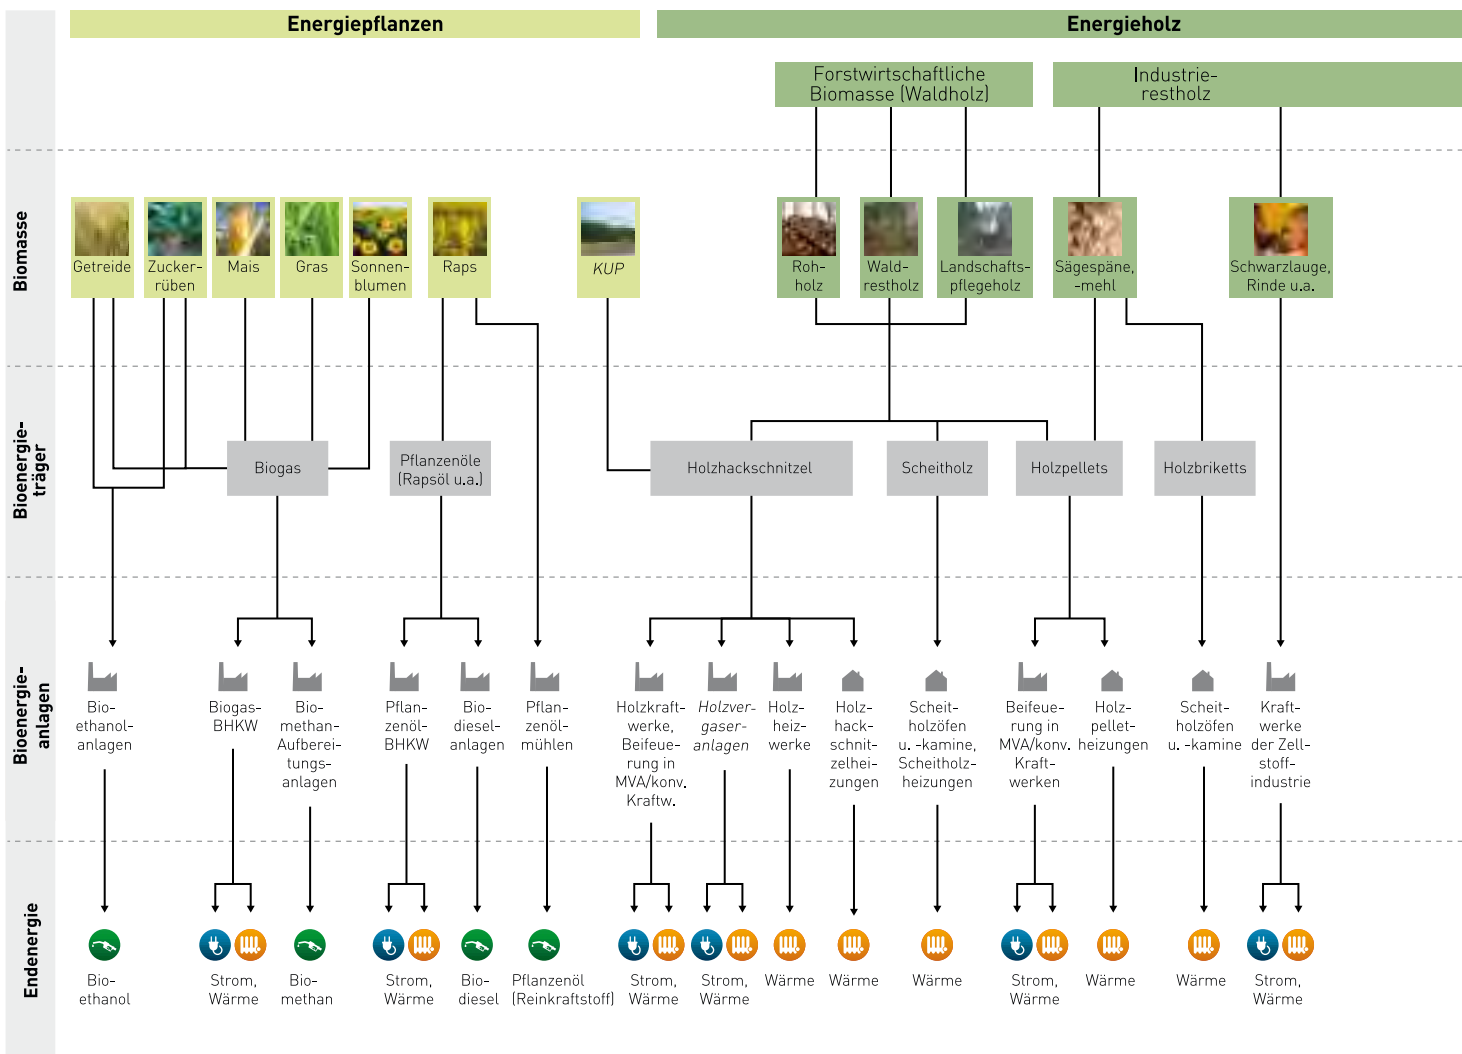 Energiepflanzen
Energieholz
Forstwirtschaftliche
Biomasse (Waldholz)
Industrie-
restholz
Biomasse
Getreide
Zucker-
rüben
Mais
Gras
Sonnen-
blumen
Raps
KUP
Roh-
holz
Wald-
restholz
Landschafts-
pflegeholz
Sägespäne,
-mehl
Schwarzlauge,
Rinde u.a.
Bioenergie-
träger
Biogas
Pflanzenöle
(Rapsöl u.a.)
Holzhackschnitzel
Scheitholz
Holzpellets
Holzbriketts
Bioenergie-
anlagen
Bio-
ethanol-
anlagen
Biogas-
BHKW
Bio-
methan-
Aufberei-
tungs-
anlagen
Pflan-
zenöl-
BHKW
Bio-
diesel-
anlagen
Pflan-
zenöl-
mühlen
Holzkraft-
werke,
Beifeue-
rung in
MVA/konv.
Kraftw.
Holzver-
gaser-
anlagen
Holz-
heiz-
werke
Holz-
hack-
schnit-
zelhei-
zungen
Scheit-
holzöfen
u. -kamine,
Scheitholz-
heizungen
Beifeue-
rung in
MVA/konv.
Kraft-
werken
Holz-
pellet-
heizungen
Scheit-
holzöfen
u. -kamine
Kraft-
werke
der Zell-
stoff-
industrie
Endenergie
Bio-
ethanol
Strom,
Wärme
Bio-
methan
Strom,
Wärme
Bio-
diesel
Pflanzenöl
(Reinkraftstoff)
Strom,
Wärme
Strom,
Wärme
Wärme
Wärme
Wärme
Strom,
Wärme
Wärme
Wärme
Strom,
Wärme